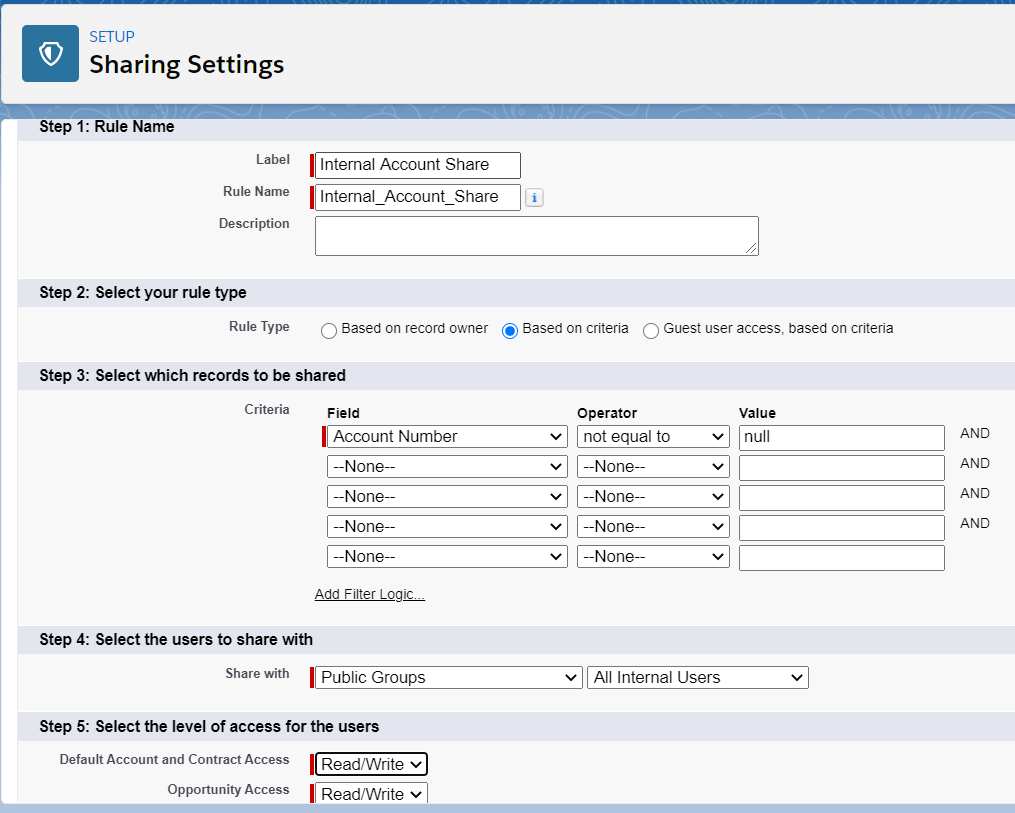 SETUP
Sharing Settings
Step 1: Rule Name
Label Internal Account Share
Rule Name Internal_Account_Share i
Description
Step 2: Select your rule type
Rule Type Based on record owner Based on criteria Guest user access, based on criteria
Step 3: Select which records to be shared
Criteria Field Operator Value
Account Number not equal to null AND
--None-- --None-- AND
--None-- --None-- AND
--None-- --None-- AND
--None-- --None--
Add Filter Logic...
Step 4: Select the users to share with
Share with Public Groups All Internal Users
Step 5: Select the level of access for the users
Default Account and Contract Access Read/Write
Opportunity Access Read/Write